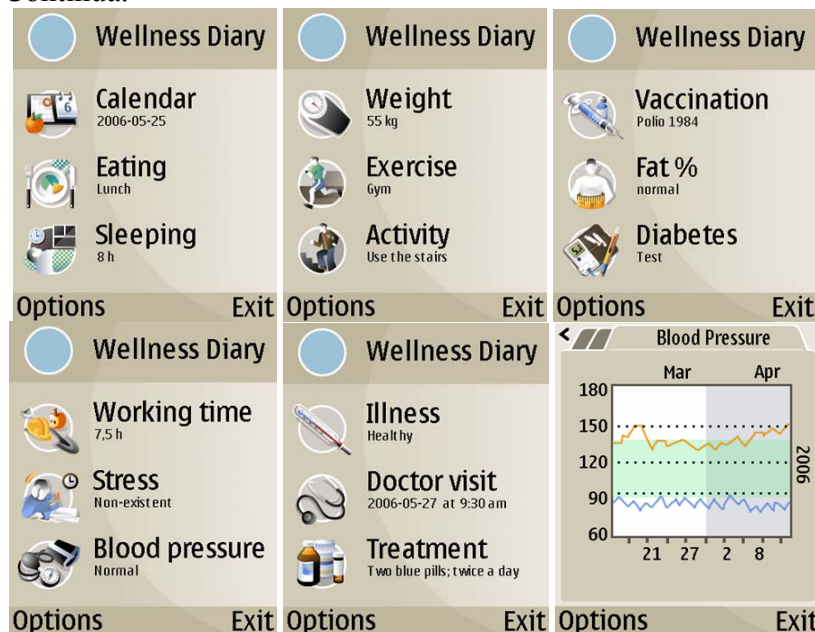 Continua.
Wellness Diary
Calendar
2006-05-25
Eating
Lunch
Sleeping
8 h
Options Exit
Wellness Diary
Weight
55 kg
Exercise
Gym
Activity
Use the stairs
Options Exit
Wellness Diary
Vaccination
Polio 1984
Fat %
normal
Diabetes
Test
Options Exit
Wellness Diary
Working time
7,5 h
Stress
Non-existent
Blood pressure
Normal
Options Exit
Wellness Diary
Illness
Healthy
Doctor visit
2006-05-27 at 9:30 am
Treatment
Two blue pills; twice a day
Options Exit
Blood Pressure
Mar Apr
180
150
120
90
60
2006
21 27 2 8
Options Exit